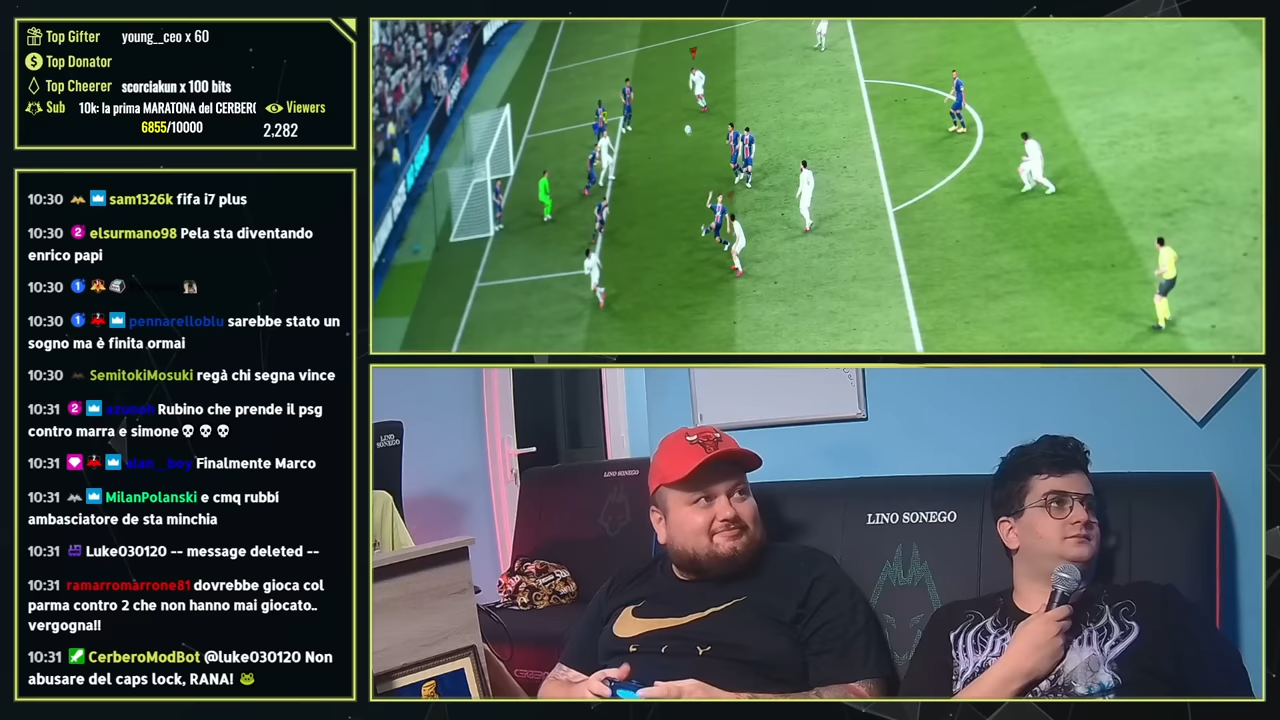 Top Gifter young__ceo x 60
Top Donator
Top Cheerer scorclakun x 100 bits
Sub 10k: la prima MARATONA del CERBERO
6855/10000
Viewers
2,282
10:30 sam1326k fifa i7 plus
10:30 elsurmano98 Pela sta diventando
enrico papi
10:30
10:30 pennarelloblu sarebbe stato un
sogno ma è finita ormai
10:30 SemitokiMosuki regà chi segna vince
10:31 Rubino che prende il psg
contro marra e simone💀💀💀
10:31 Finalmente Marco
10:31 MilanPolanski e cmq rubbí
ambasciatore de sta minchia
10:31 Luke030120 -- message deleted --
10:31 ramarromarrone81 dovrebbe gioca col
parma contro 2 che non hanno mai giocato..
vergogna!!
10:31 CerberoModBot @luke030120 Non
abusare del caps lock, RANA! 🐸
LINO
SONEGO
LINO SONEGO
LINO SONEGO